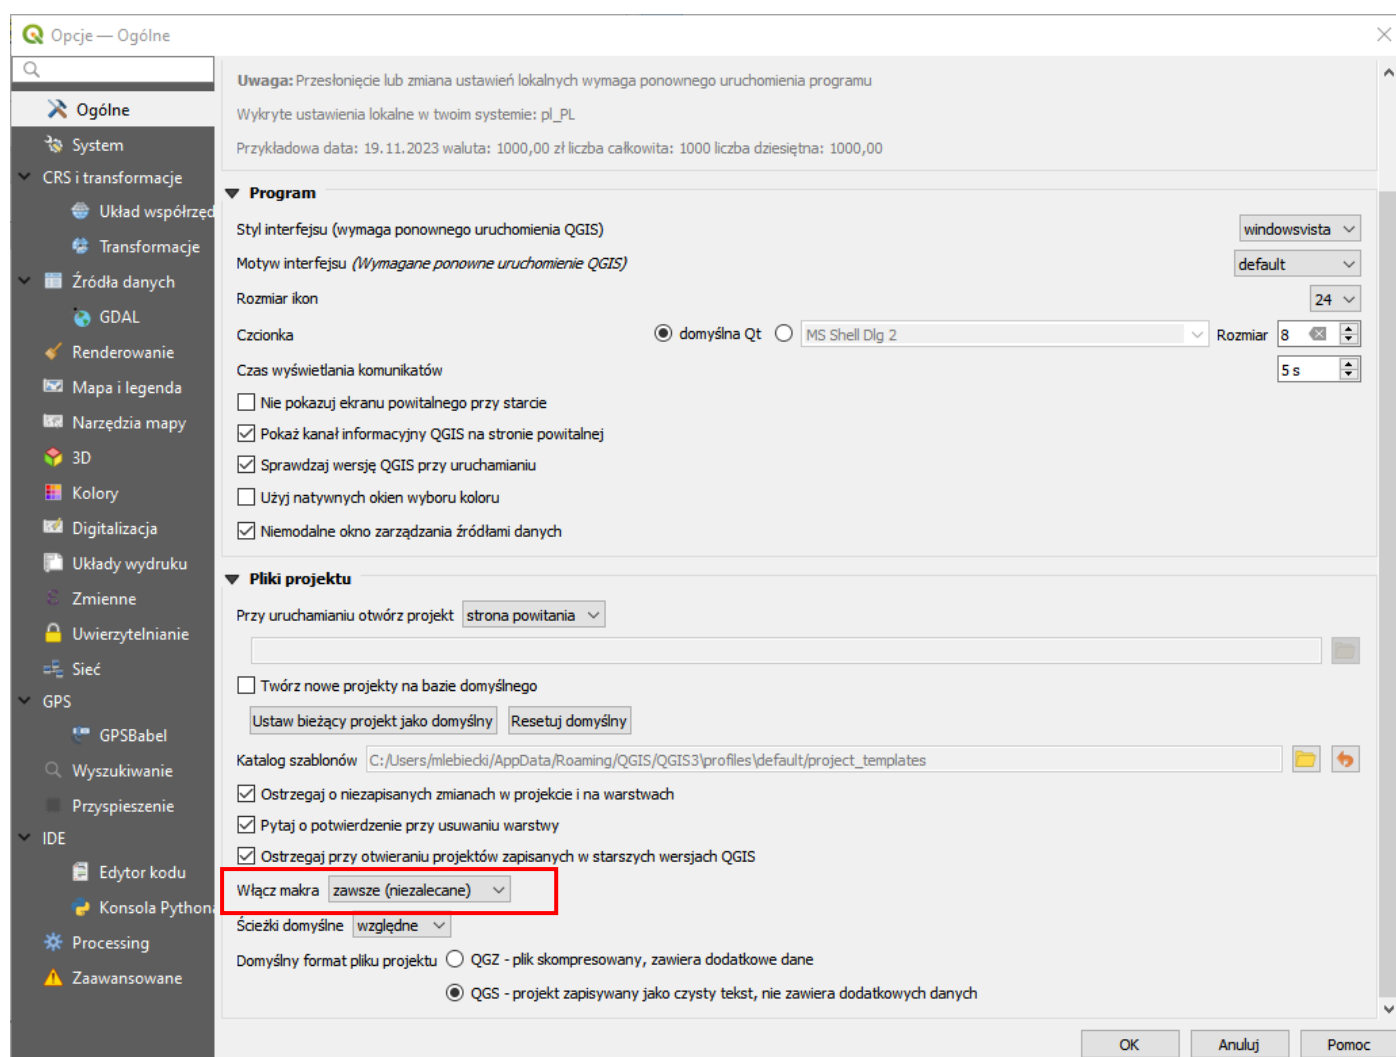 Opcje — Ogólne
Uwaga: Przesłonięcie lub zmiana ustawień lokalnych wymaga ponownego uruchomienia programu
Wykryte ustawienia lokalne w twoim systemie: pl_PL
Przykładowa data: 19.11.2023 waluta: 1000,00 zł liczba całkowita: 1000 liczba dziesiętna: 1000,00
Ogólne
System
CRS i transformacje
Układ współrzęd
Transformacje
Źródła danych
GDAL
Renderowanie
Mapa i legenda
Narzędzia mapy
3D
Kolory
Digitalizacja
Układy wydruku
Zmienne
Uwierzytelnianie
Sieć
GPS
GPSBabel
Wyszukiwanie
Przyspieszenie
IDE
Edytor kodu
Konsola Pythona
Processing
Zaawansowane
Program
Styl interfejsu (wymaga ponownego uruchomienia QGIS) windowsvista
Motyw interfejsu (Wymagane ponowne uruchomienie QGIS) default
Rozmiar ikon 24
Czcionka domyślna Qt MS Shell Dlg 2 Rozmiar 8
Czas wyświetlania komunikatów 5 s
Nie pokazuj ekranu powitalnego przy starcie
Pokaż kanał informacyjny QGIS na stronie powitalnej
Sprawdzaj wersję QGIS przy uruchamianiu
Użyj natywnych okien wyboru koloru
Niemodalne okno zarządzania źródłami danych
Pliki projektu
Przy uruchamianiu otwórz projekt strona powitania
Twórz nowe projekty na bazie domyślnego
Ustaw bieżący projekt jako domyślny Resetuj domyślny
Katalog szablonów C:/Users/mlebiecki/AppData/Roaming/QGIS/QGIS3\profiles\default/project_templates
Ostrzegaj o niezapisanych zmianach w projekcie i na warstwach
Pytaj o potwierdzenie przy usuwaniu warstwy
Ostrzegaj przy otwieraniu projektów zapisanych w starszych wersjach QGIS
Włącz makra zawsze (niezalecane)
Ścieżki domyślne względne
Domyślny format pliku projektu QGZ - plik skompresowany, zawiera dodatkowe dane
QGS - projekt zapisywany jako czysty tekst, nie zawiera dodatkowych danych
OK Anuluj Pomoc